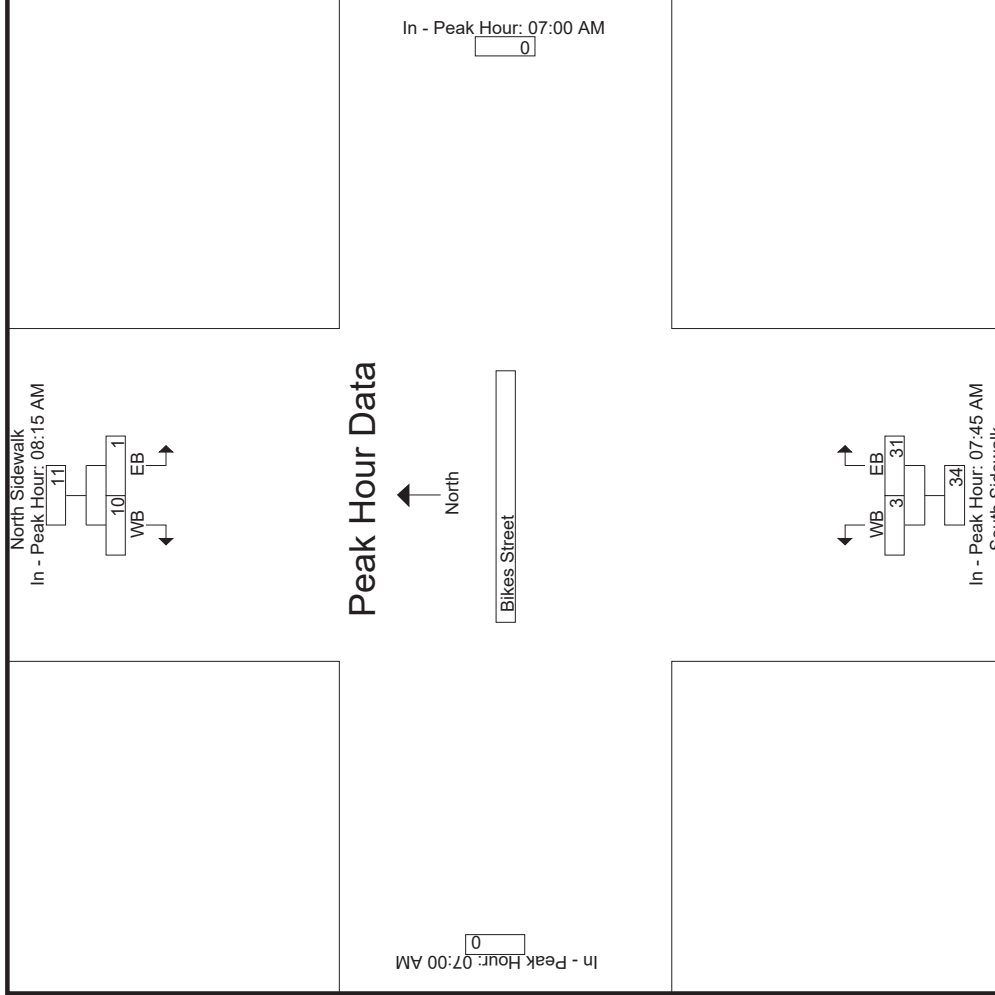 In - Peak Hour: 07:00 AM
0
North Sidewalk
In - Peak Hour: 08:15 AM
11
10 1
WB EB
Peak Hour Data
North
Bikes Street
WB EB
3 31
34
In - Peak Hour: 07:45 AM
South Sidewalk
0
In - Peak Hour: 07:00 AM